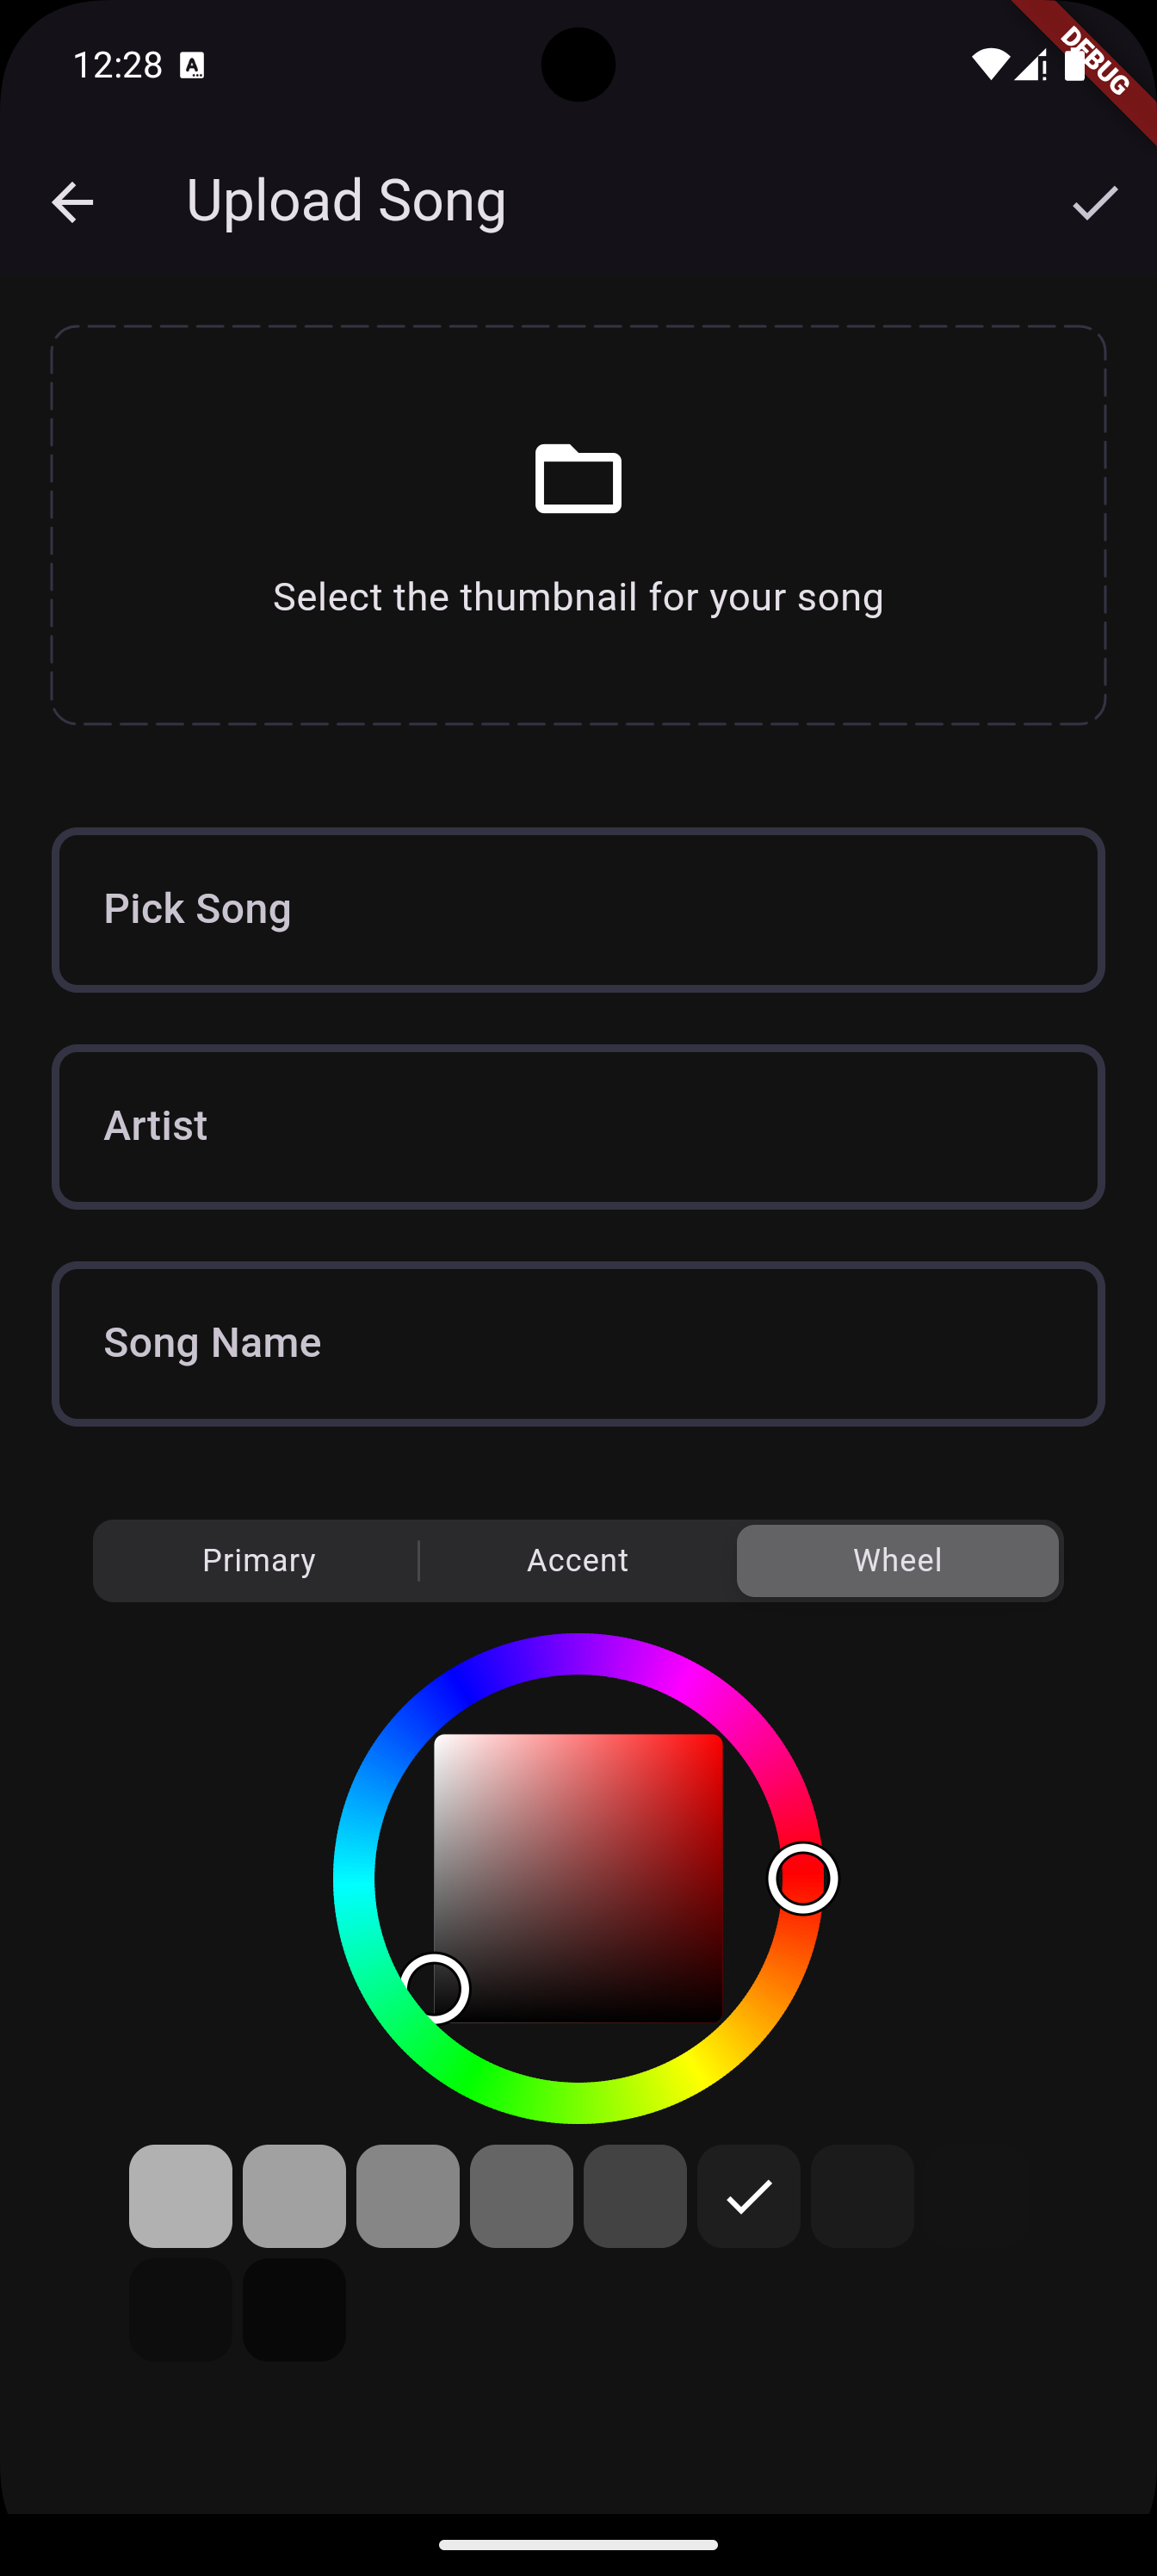 12:28 A
DEBUG
Upload Song
Select the thumbnail for your song
Pick Song
Artist
Song Name
Primary Accent Wheel